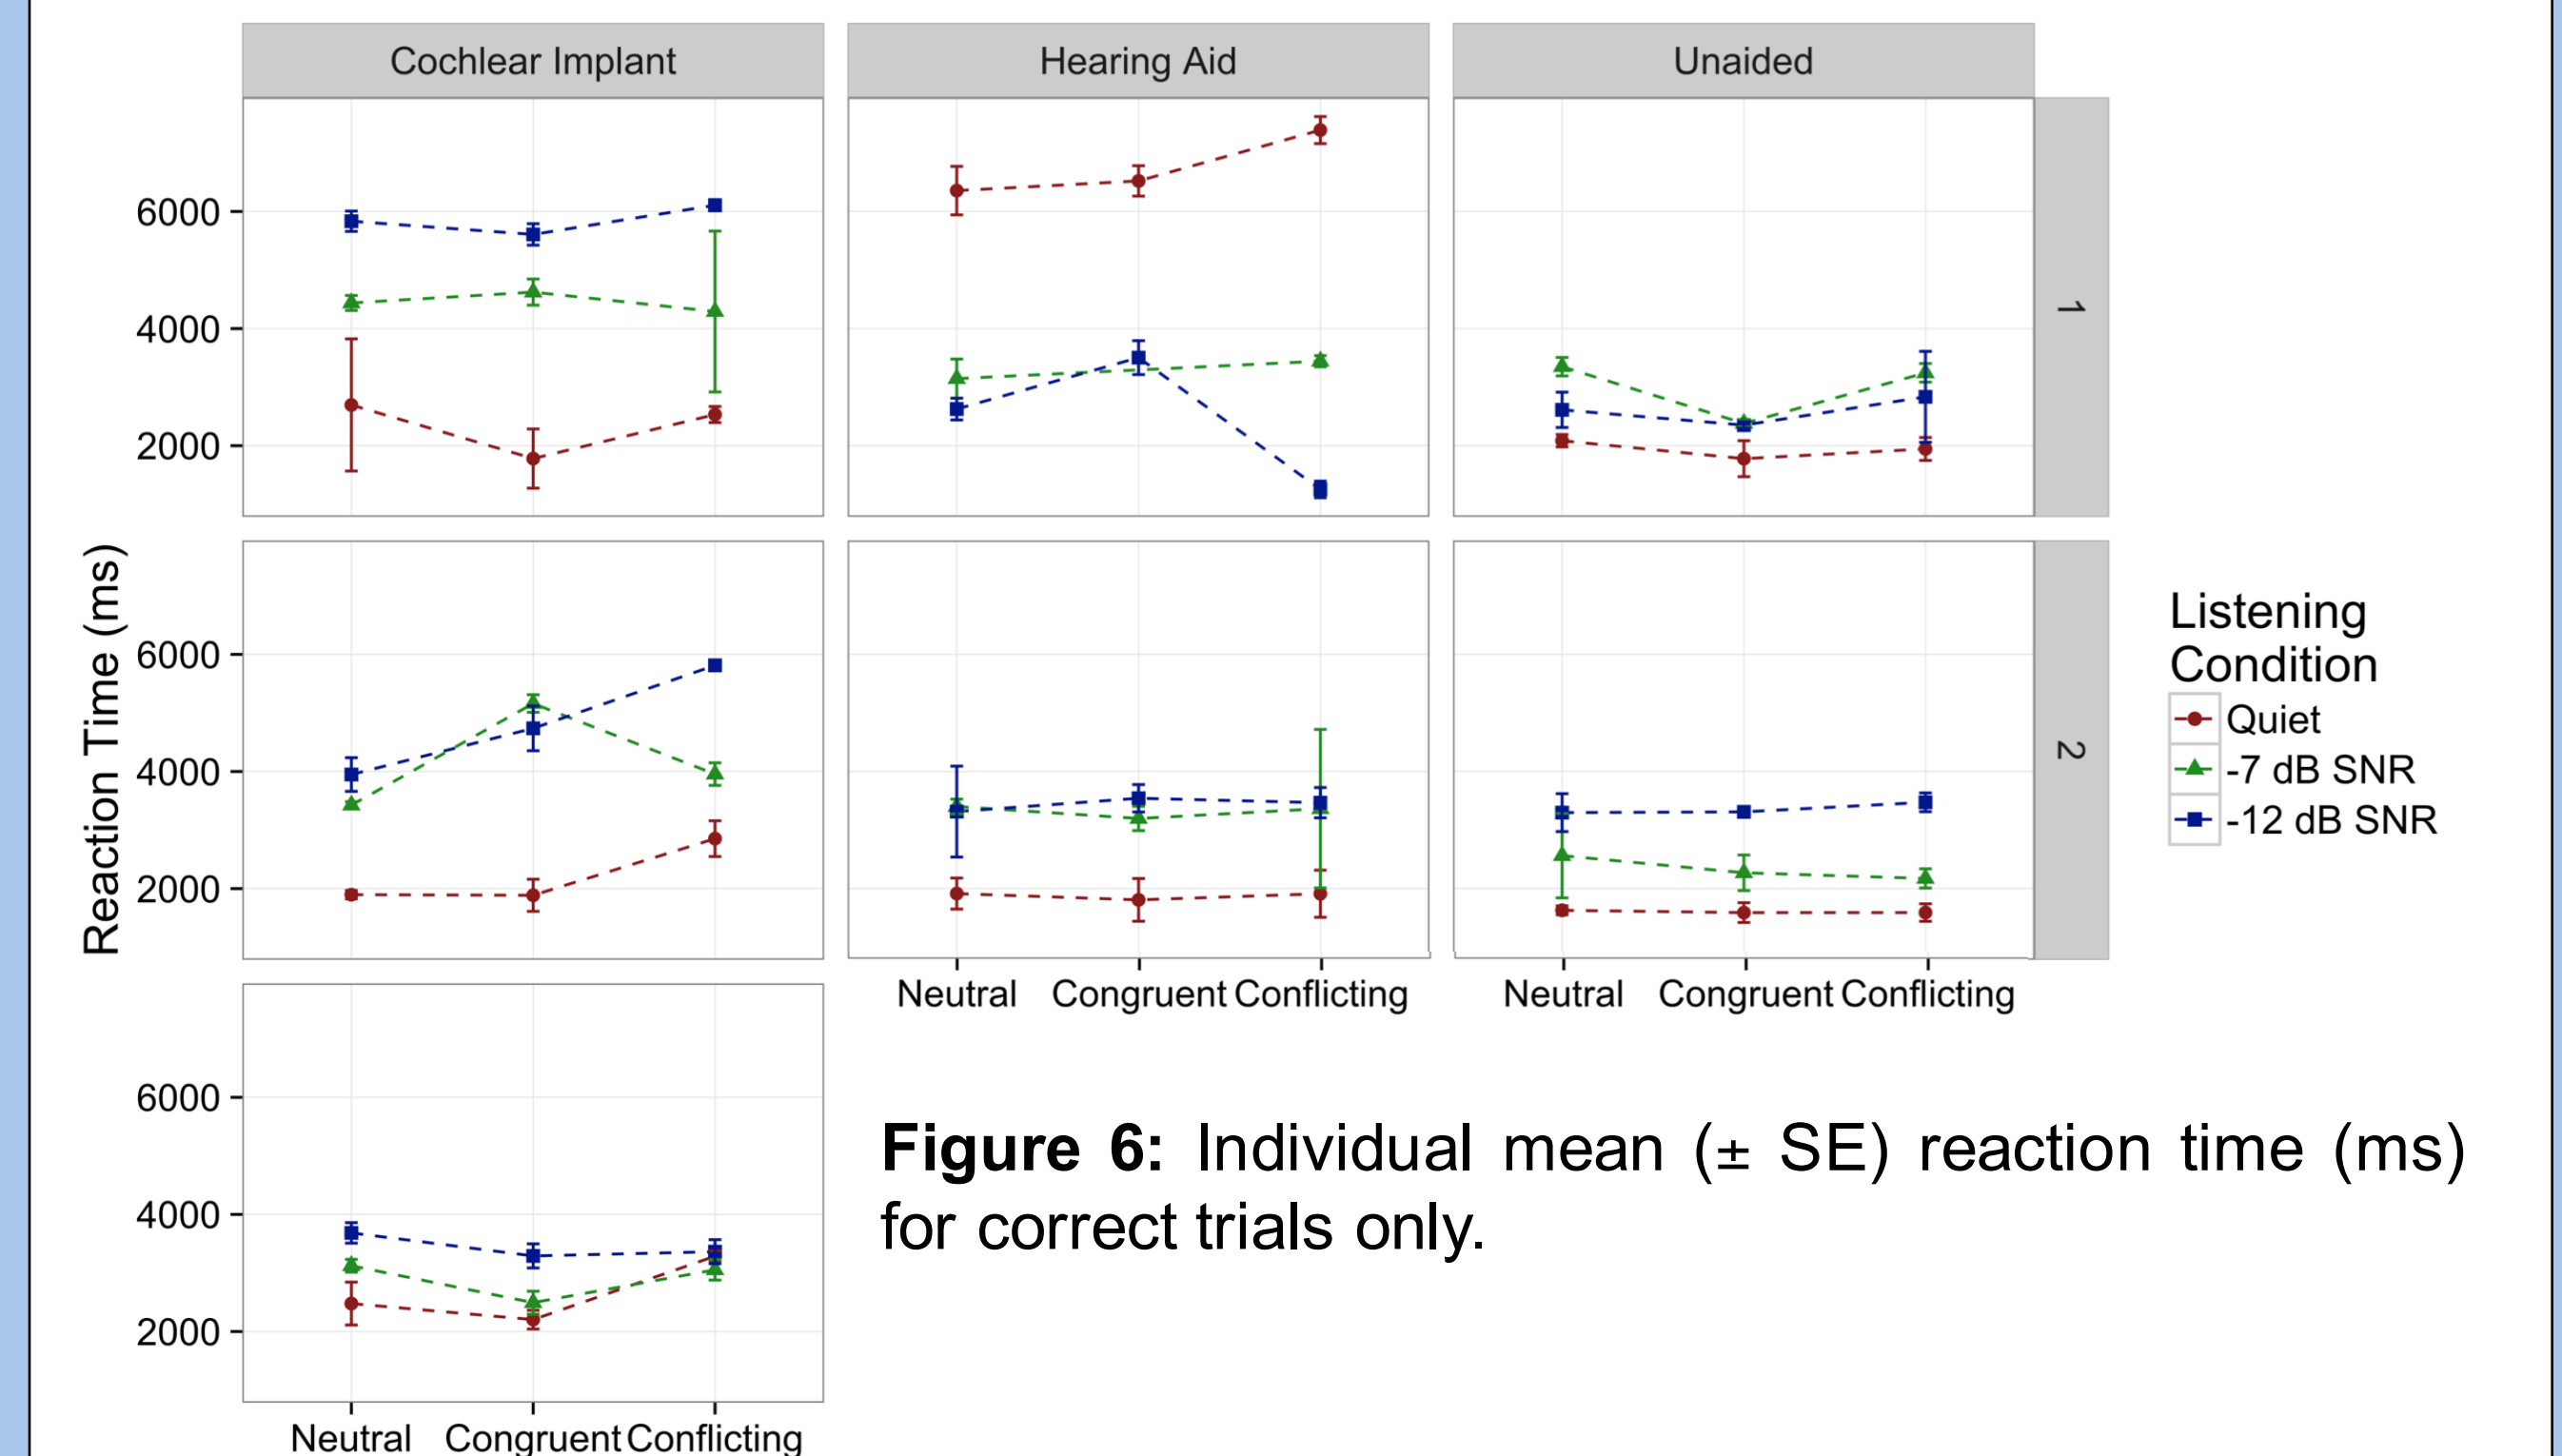 Cochlear Implant
Hearing Aid
Unaided
6000
4000
2000
1
Reaction Time (ms)
6000
4000
2000
2
Listening
Condition
Quiet
-7 dB SNR
-12 dB SNR
Neutral Congruent Conflicting
Neutral Congruent Conflicting
6000
4000
2000
Neutral Congruent Conflicting
Figure 6: Individual mean (± SE) reaction time (ms)
for correct trials only.